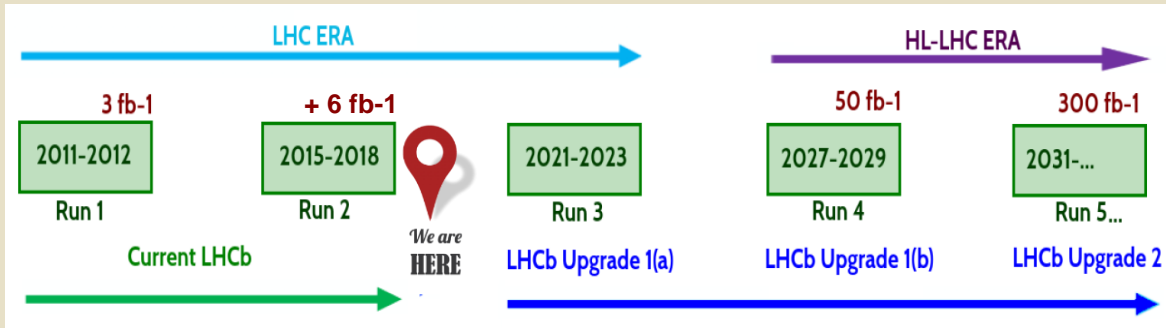 LHC ERA
HL-LHC ERA
3 fb-1
+ 6 fb-1
50 fb-1
300 fb-1
2011-2012
2015-2018
2021-2023
2027-2029
2031-...
Run 1
Run 2
Run 3
Run 4
Run 5...
We are
HERE
Current LHCb
LHCb Upgrade 1(a)
LHCb Upgrade 1(b)
LHCb Upgrade 2